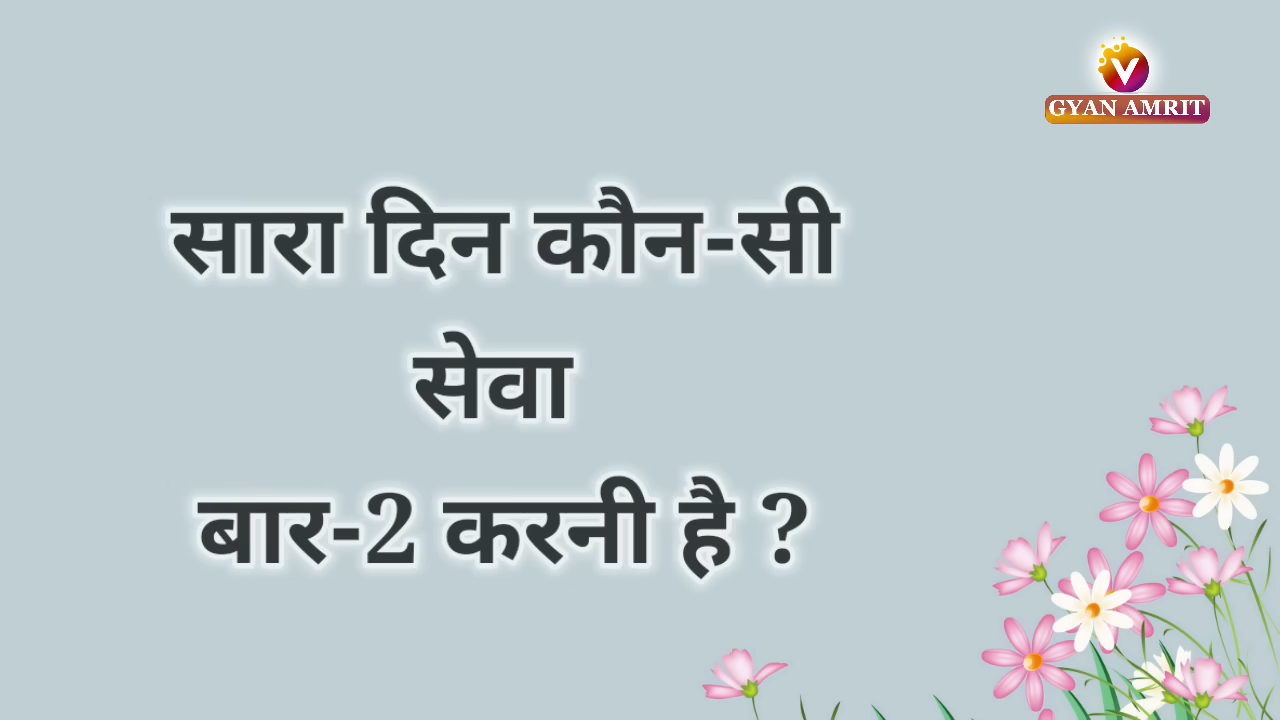 V
GYAN AMRIT
सारा दिन कौन-सी
सेवा
बार-2 करनी है ?